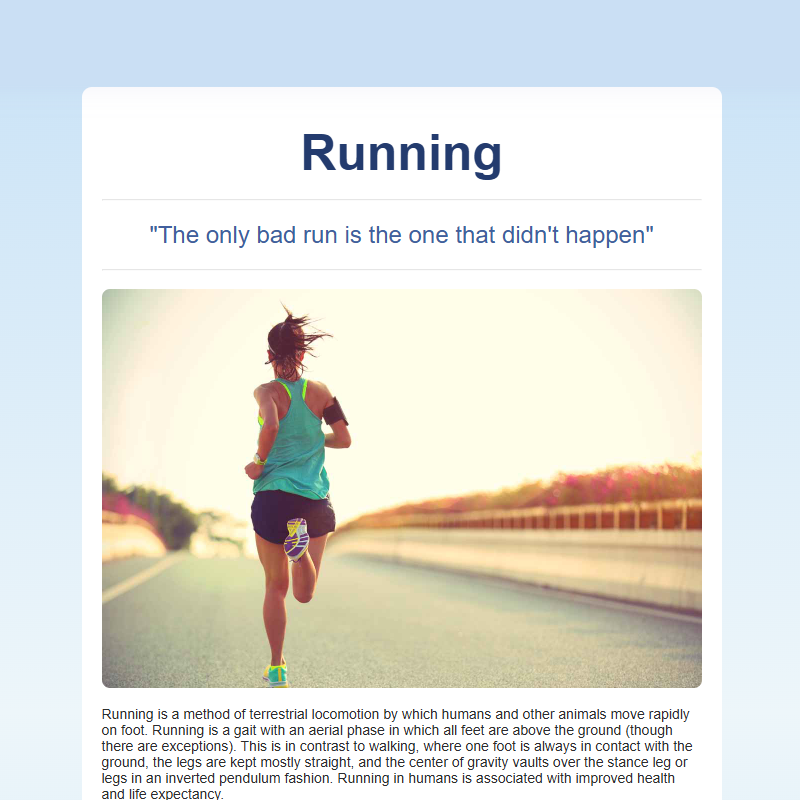 Running
"The only bad run is the one that didn't happen"
Running is a method of terrestrial locomotion by which humans and other animals move rapidly
on foot. Running is a gait with an aerial phase in which all feet are above the ground (though
there are exceptions). This is in contrast to walking, where one foot is always in contact with the
ground, the legs are kept mostly straight, and the center of gravity vaults over the stance leg or
legs in an inverted pendulum fashion. Running in humans is associated with improved health
and life expectancy.